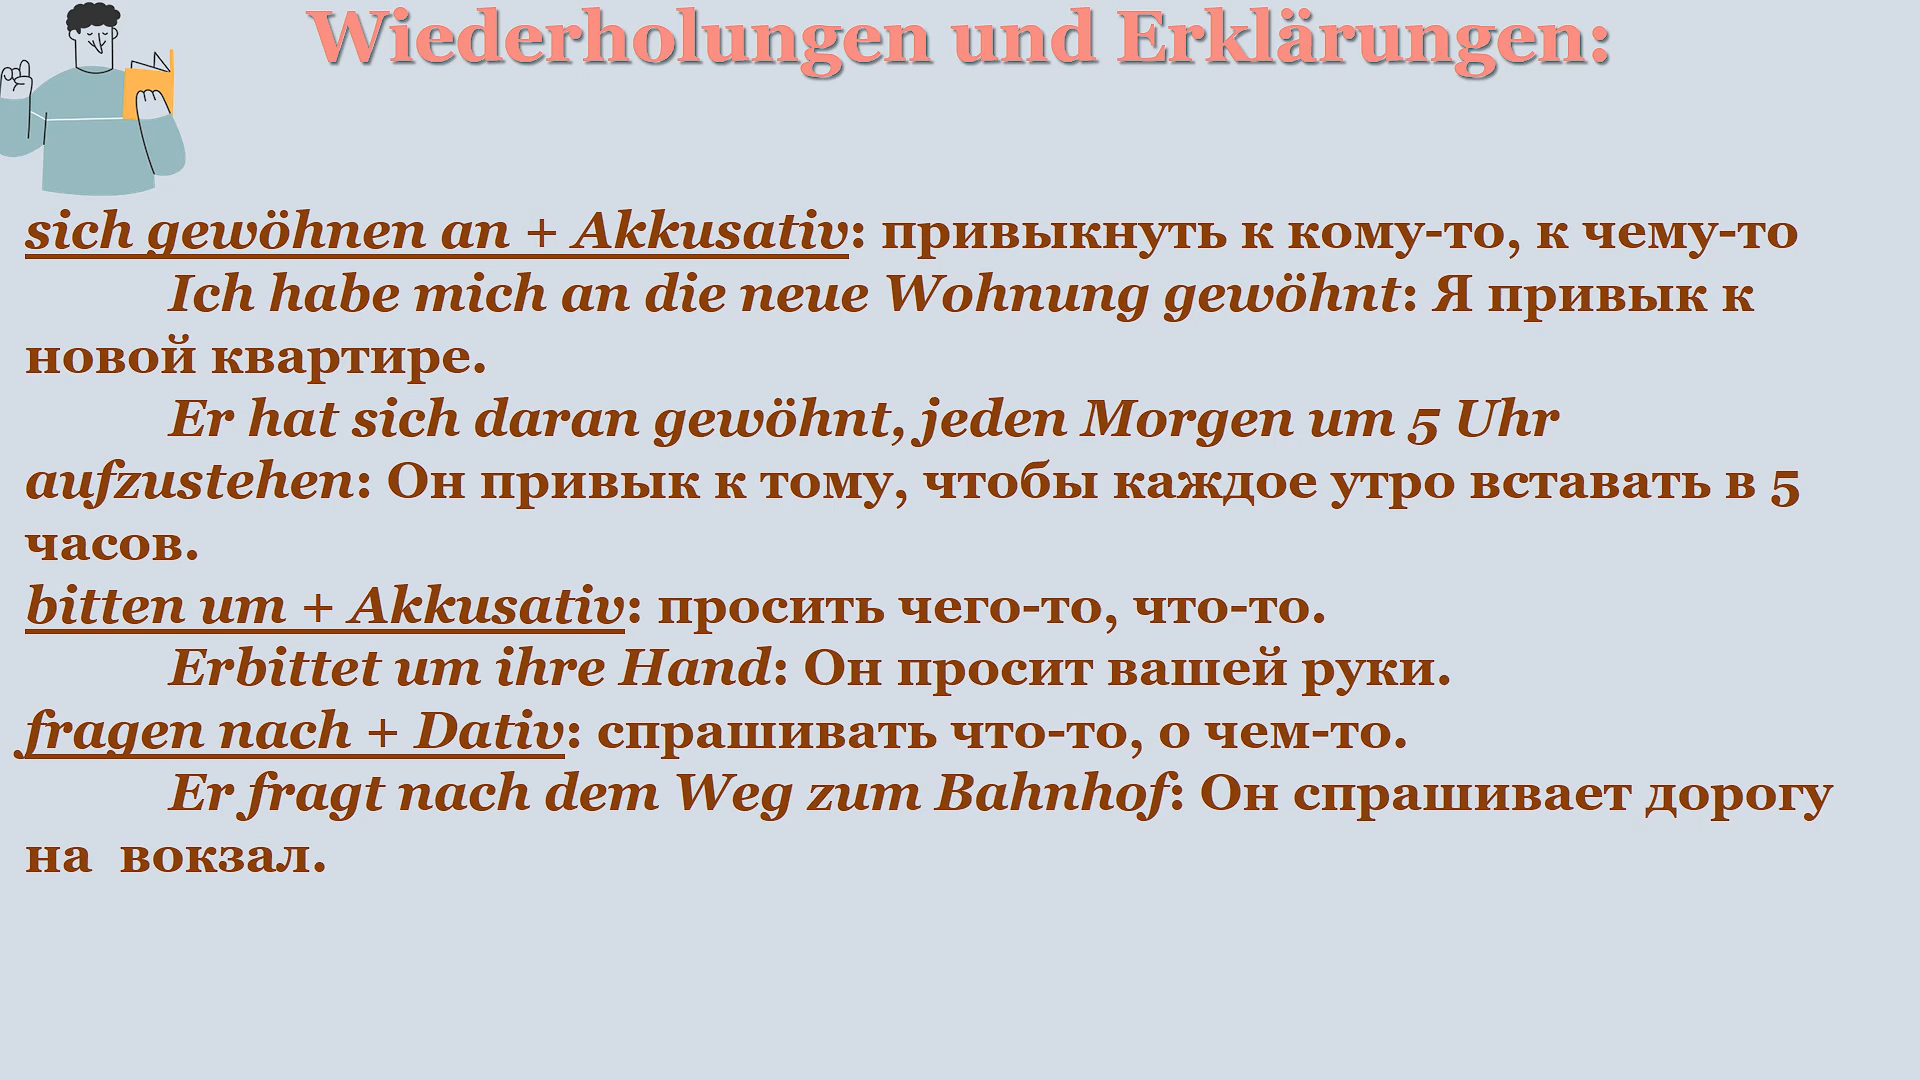 Wiederholungen und Erklärungen:
sich gewöhnen an + Akkusativ: привыкнуть к кому-то, к чему-то
Ich habe mich an die neue Wohnung gewöhnt: Я привык к
новой квартире.
Er hat sich daran gewöhnt, jeden Morgen um 5 Uhr
aufzustehen: Он привык к тому, чтобы каждое утро вставать в 5
часов.
bitten um + Akkusativ: просить чего-то, что-то.
Erbittet um ihre Hand: Он просит вашей руки.
fragen nach + Dativ: спрашивать что-то, о чем-то.
Er fragt nach dem Weg zum Bahnhof: Он спрашивает дорогу
на  вокзал.